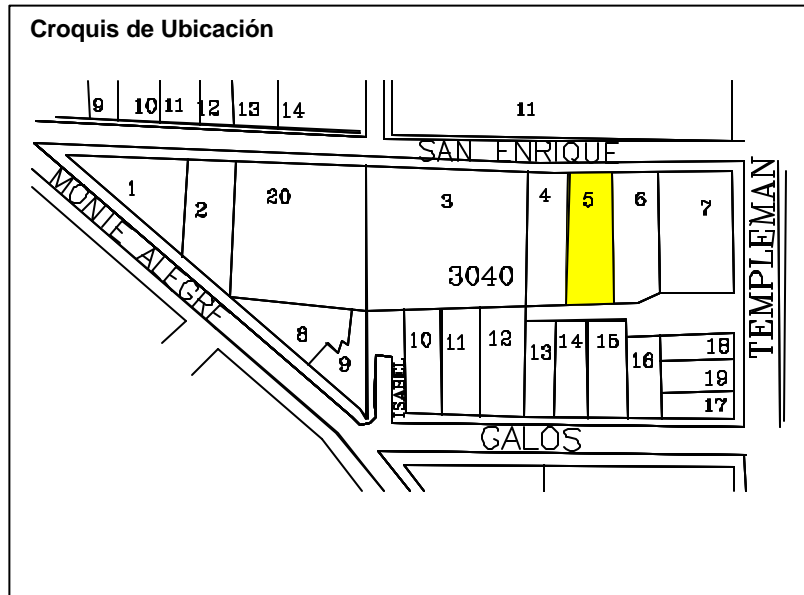 Croquis de Ubicación
9 10 11 12 13 14 11
SAN ENRIQUE
TEMPLEMAN
MONTE ALEGRE
1 2 20 3 4 5 6 7
3040
8 9 10 11 12 13 14 15 16 18
19
17
ISABEL
GALOS